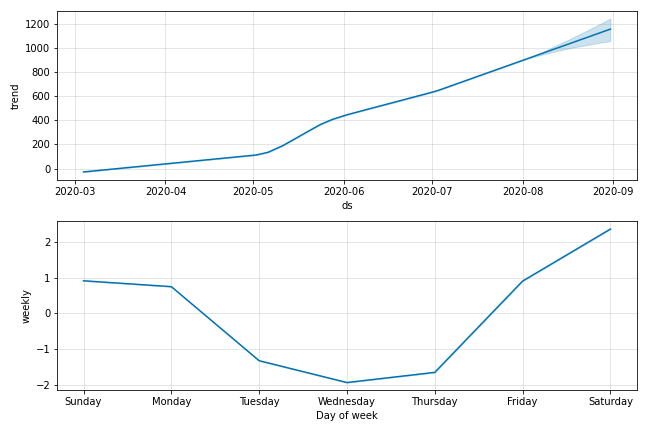 1200
1000
800
600
400
200
0
trend
2020-03 2020-04 2020-05 2020-06 2020-07 2020-08 2020-09
ds
2
1
0
−1
−2
weekly
Sunday Monday Tuesday Wednesday Thursday Friday Saturday
Day of week